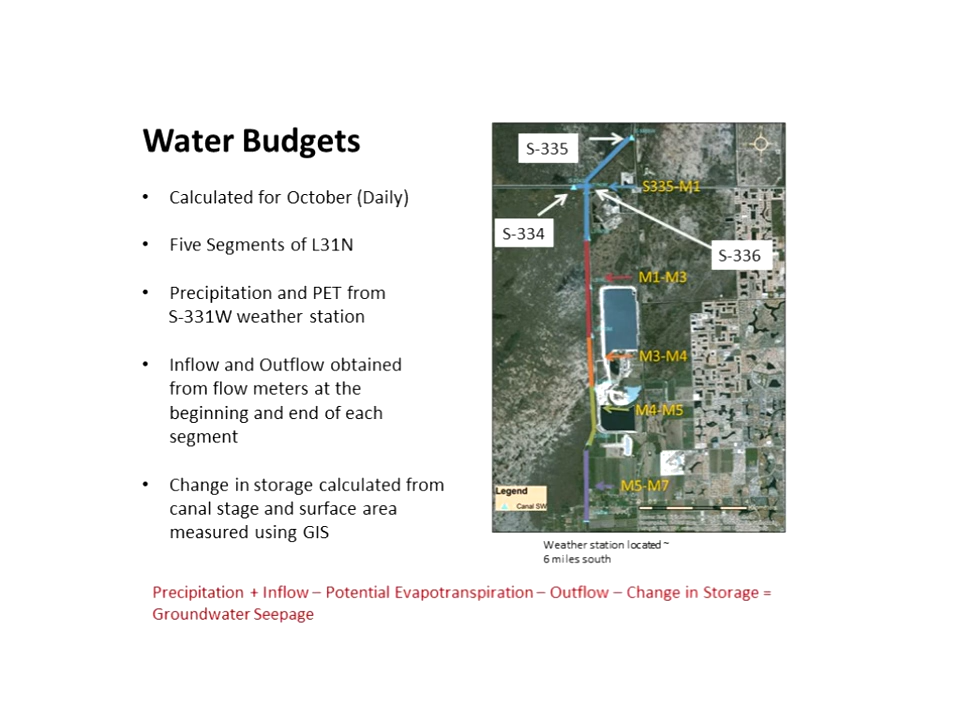 Water Budgets
• Calculated for October (Daily)
• Five Segments of L31N
• Precipitation and PET from
S-331W weather station
• Inflow and Outflow obtained
from flow meters at the
beginning and end of each
segment
• Change in storage calculated from
canal stage and surface area
measured using GIS
S-335
S335-M1
S-334
S-336
M1-M3
M3-M4
M4-M5
M5-M7
Legend
Canal SW
Weather station located ~
6 miles south
Precipitation + Inflow – Potential Evapotranspiration – Outflow – Change in Storage =
Groundwater Seepage